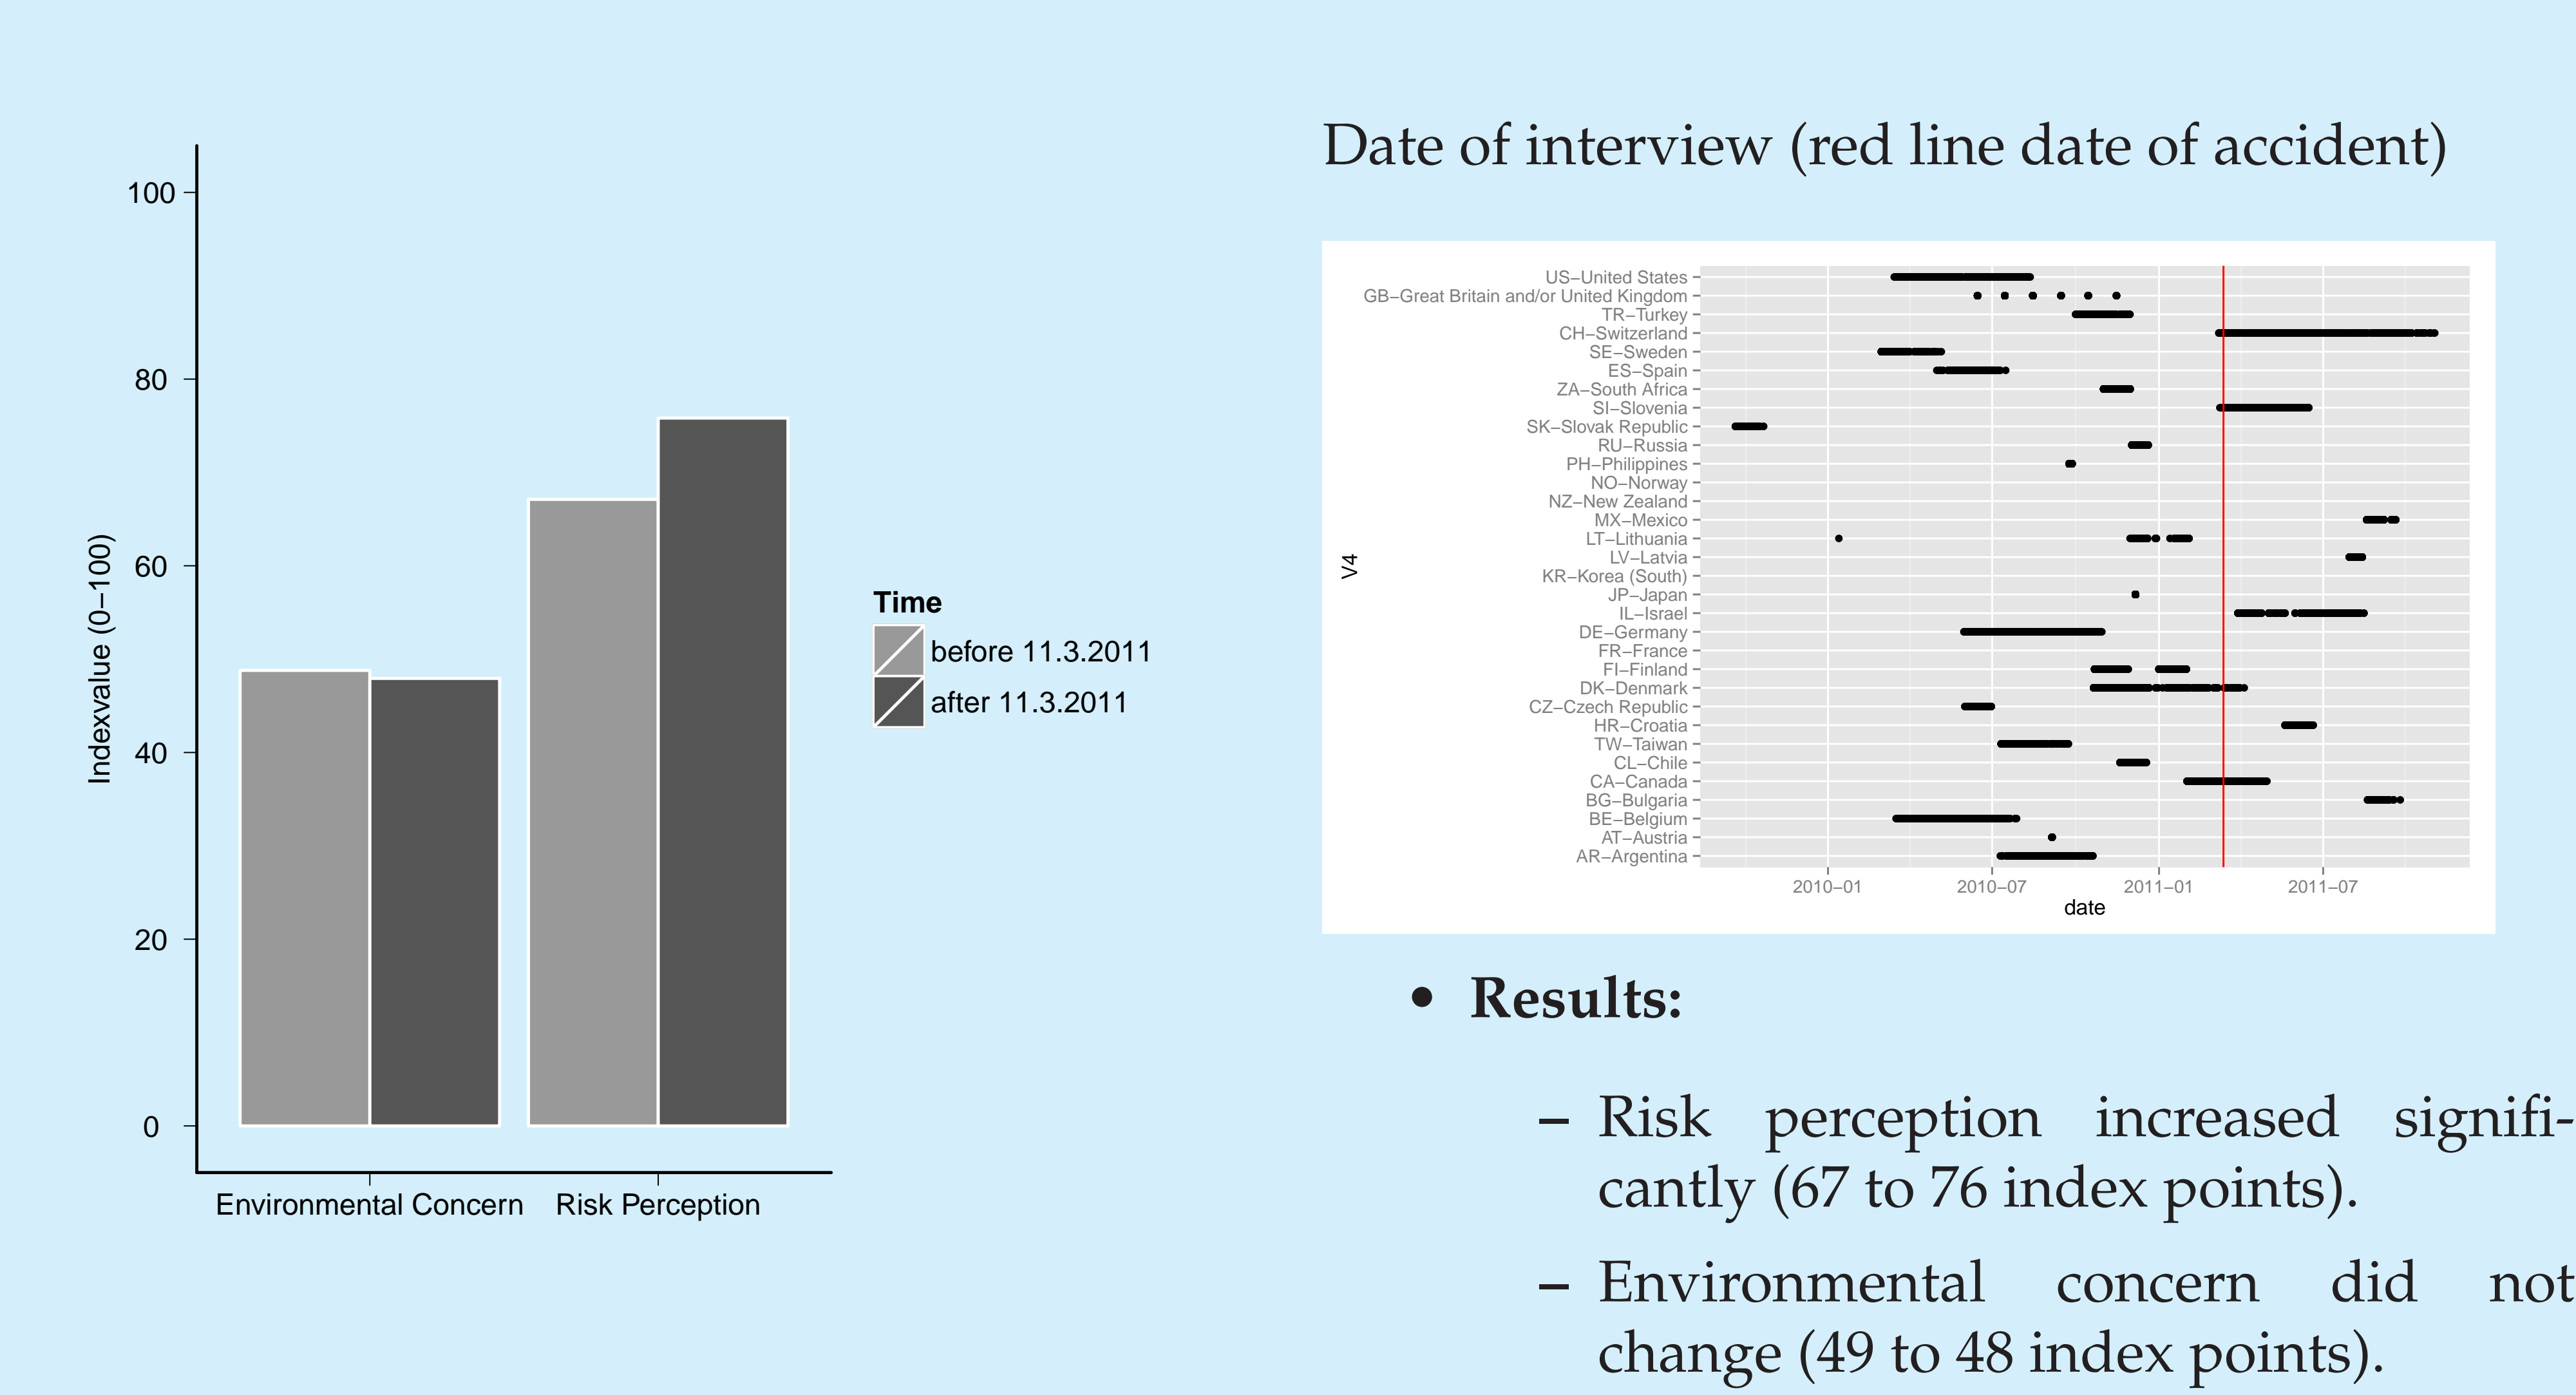 100
80
60
40
20
0
Indexvalue (0–100)
Environmental Concern
Risk Perception
Time
before 11.3.2011
after 11.3.2011
Date of interview (red line date of accident)
US–United States
GB–Great Britain and/or United Kingdom
TR–Turkey
CH–Switzerland
SE–Sweden
ES–Spain
ZA–South Africa
SI–Slovenia
SK–Slovak Republic
RU–Russia
PH–Philippines
NO–Norway
NZ–New Zealand
MX–Mexico
LT–Lithuania
LV–Latvia
KR–Korea (South)
JP–Japan
IL–Israel
DE–Germany
FR–France
FI–Finland
DK–Denmark
CZ–Czech Republic
HR–Croatia
TW–Taiwan
CL–Chile
CA–Canada
BG–Bulgaria
BE–Belgium
AT–Austria
AR–Argentina
V4
2010–01 2010–07 2011–01 2011–07
date
• Results:
– Risk perception increased signifi-
cantly (67 to 76 index points).
– Environmental concern did not
change (49 to 48 index points).